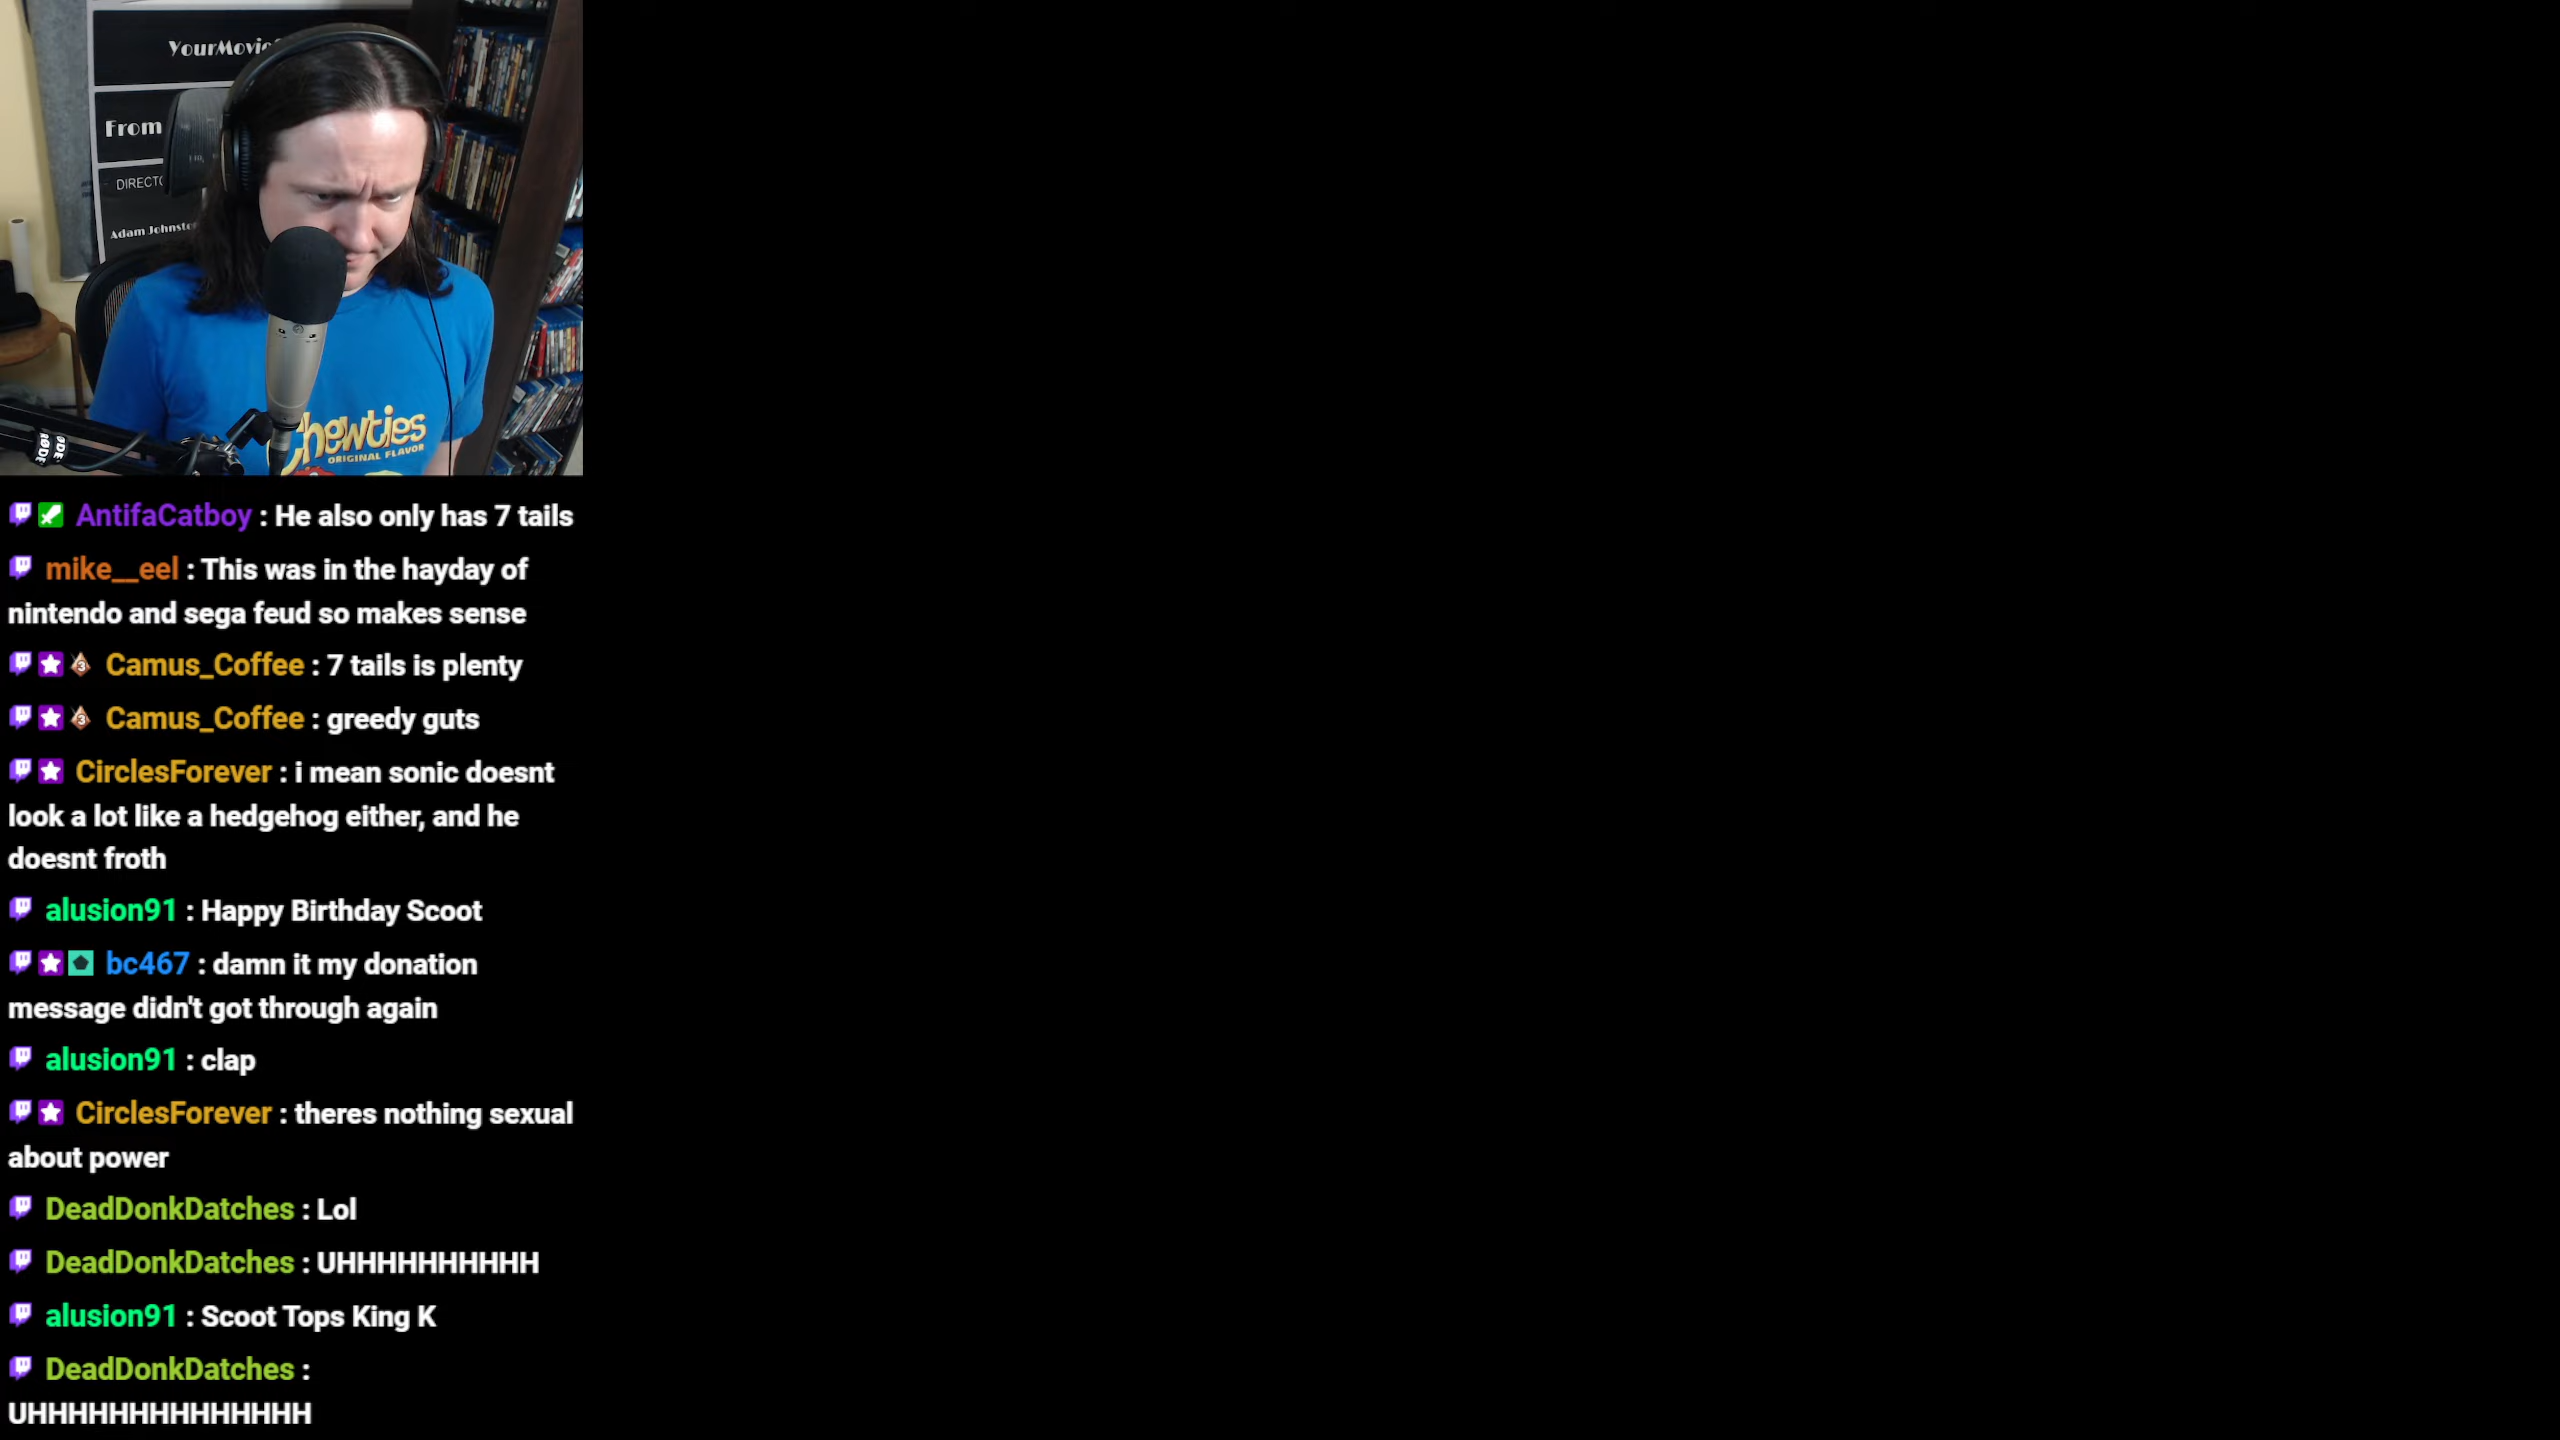 YourMovie
From
DIRECTO
Adam Johnsto
Chewties
ORIGINAL FLAVOR
RØDE
AntifaCatboy : He also only has 7 tails
mike__eel : This was in the hayday of
nintendo and sega feud so makes sense
Camus_Coffee : 7 tails is plenty
Camus_Coffee : greedy guts
CirclesForever : i mean sonic doesnt
look a lot like a hedgehog either, and he
doesnt froth
alusion91 : Happy Birthday Scoot
bc467 : damn it my donation
message didn't got through again
alusion91 : clap
CirclesForever : theres nothing sexual
about power
DeadDonkDatches : Lol
DeadDonkDatches : UHHHHHHHHHH
alusion91 : Scoot Tops King K
DeadDonkDatches :
UHHHHHHHHHHHHHH